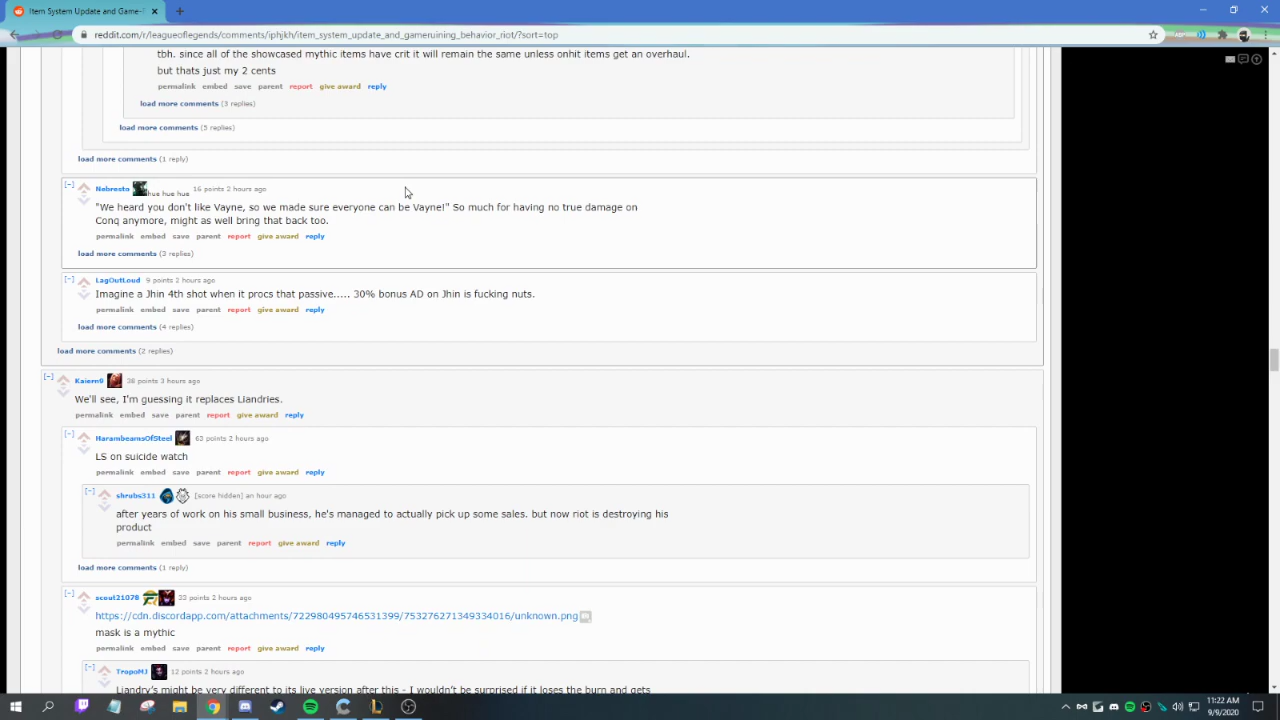 Item System Update and Game-
reddit.com/r/leagueoflegends/comments/iphjkh/item_system_update_and_gameruining_behavior_riot/?sort=top
tbh. since all of the showcased mythic items have crit it will remain the same unless onhit items get an overhaul.
but thats just my 2 cents
permalink embed save parent report give award reply
load more comments (3 replies)
load more comments (5 replies)
load more comments (1 reply)
[–] Nobresto hue hue hue 16 points 2 hours ago
"We heard you don't like Vayne, so we made sure everyone can be Vayne!" So much for having no true damage on
Conq anymore, might as well bring that back too.
permalink embed save parent report give award reply
load more comments (3 replies)
[–] LagOutLoud 9 points 2 hours ago
Imagine a Jhin 4th shot when it procs that passive..... 30% bonus AD on Jhin is fucking nuts.
permalink embed save parent report give award reply
load more comments (4 replies)
load more comments (2 replies)
[–] Kaiern9 38 points 3 hours ago
We'll see, I'm guessing it replaces Liandries.
permalink embed save parent report give award reply
[–] HarambeamsOfSteel 63 points 2 hours ago
LS on suicide watch
permalink embed save parent report give award reply
[–] shrubs311 [score hidden] an hour ago
after years of work on his small business, he's managed to actually pick up some sales. but now riot is destroying his
product
permalink embed save parent report give award reply
load more comments (1 reply)
[–] scout21078 33 points 2 hours ago
https://cdn.discordapp.com/attachments/722980495746531399/753276271349334016/unknown.png
mask is a mythic
permalink embed save parent report give award reply
[–] TropoMJ 12 points 2 hours ago
Liandry's might be very different to its live version after this - I wouldn't be surprised if it loses the burn and gets
11:22 AM
9/9/2020